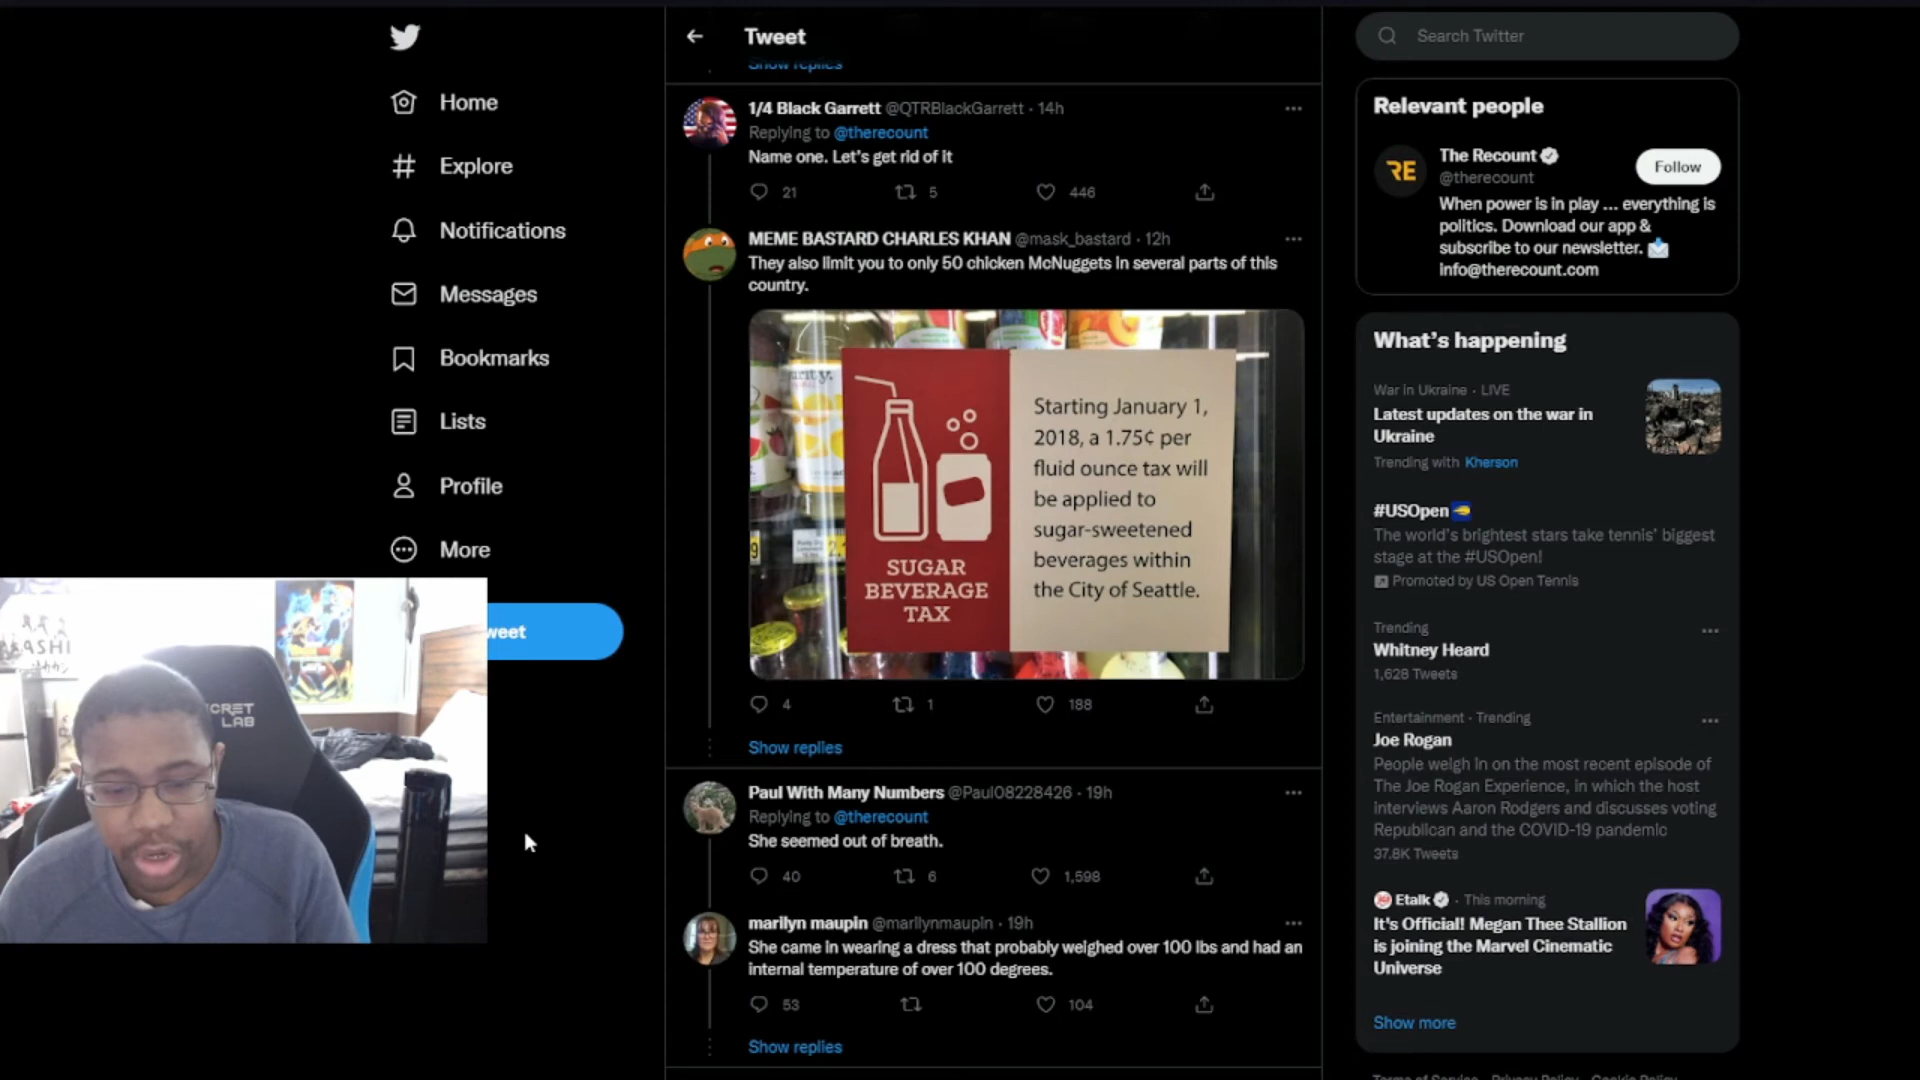 Tweet
Show replies
1/4 Black Garrett @QTRBlackGarrett · 14h
Replying to @therecount
Name one. Let's get rid of it
21 5 446
MEME BASTARD CHARLES KHAN @mask_bastard · 12h
They also limit you to only 50 chicken McNuggets in several parts of this
country.
SUGAR
BEVERAGE
TAX
Starting January 1,
2018, a 1.75¢ per
fluid ounce tax will
be applied to
sugar-sweetened
beverages within
the City of Seattle.
4 1 188
Show replies
Paul With Many Numbers @Paul08228426 · 19h
Replying to @therecount
She seemed out of breath.
40 6 1,598
marilyn maupin @marilynmaupin · 19h
She came in wearing a dress that probably weighed over 100 lbs and had an
internal temperature of over 100 degrees.
53 104
Show replies
Home
Explore
Notifications
Messages
Bookmarks
Lists
Profile
More
weet
CRET
LAB
Search Twitter
Relevant people
RE
The Recount
@therecount
Follow
When power is in play ... everything is
politics. Download our app &
subscribe to our newsletter.
info@therecount.com
What's happening
War in Ukraine · LIVE
Latest updates on the war in
Ukraine
Trending with Kherson
#USOpen
The world's brightest stars take tennis' biggest
stage at the #USOpen!
Promoted by US Open Tennis
Trending
Whitney Heard
1,628 Tweets
Entertainment · Trending
Joe Rogan
People weigh in on the most recent episode of
The Joe Rogan Experience, in which the host
interviews Aaron Rodgers and discusses voting
Republican and the COVID-19 pandemic
37.8K Tweets
Etalk · This morning
It's Official! Megan Thee Stallion
is joining the Marvel Cinematic
Universe
Show more
Terms of Service Privacy Policy Cookie Policy